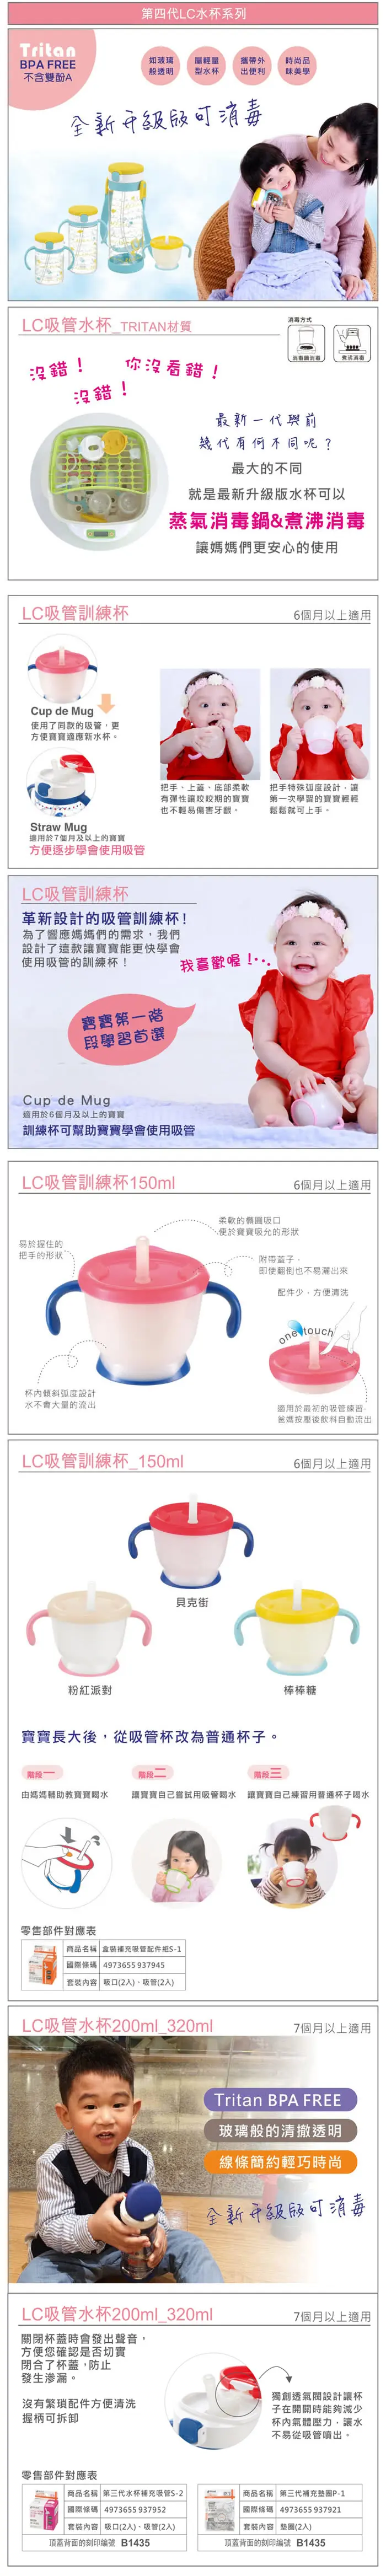 第四代LC水杯系列
Tritan
BPA FREE
不含雙酚A
如玻璃
般透明
屬輕量
型水杯
攜帶外
出便利
時尚品
味美學
全新升級版可消毒
LC吸管水杯_TRITAN材質
消毒方式
消毒鍋消毒
煮沸消毒
沒錯！
你沒看錯！
沒錯！
最新一代與前
幾代有何不同呢？
最大的不同
就是最新升級版水杯可以
蒸氣消毒鍋&煮沸消毒
讓媽媽們更安心的使用
LC吸管訓練杯
6個月以上適用
Cup de Mug
使用了同款的吸管，更
方便寶寶適應新水杯。
Straw Mug
適用於7個月及以上的寶寶
方便逐步學會使用吸管
把手、上蓋、底部柔軟
有彈性讓咬咬期的寶寶
也不輕易傷害牙齦。
把手特殊弧度設計，讓
第一次學習的寶寶輕輕
鬆鬆就可上手。
LC吸管訓練杯
革新設計的吸管訓練杯！
為了響應媽媽們的需求，我們
設計了這款讓寶寶能更快學會
使用吸管的訓練杯！
我喜歡喔！...
寶寶第一階
段學習首選
Cup de Mug
適用於6個月及以上的寶寶
訓練杯可幫助寶寶學會使用吸管
LC吸管訓練杯150ml
6個月以上適用
柔軟的橢圓吸口
便於寶寶吸允的形狀
易於握住的
把手的形狀
附帶蓋子，
即使翻倒也不易灑出來
配件少，方便清洗
one touch
杯內傾斜弧度設計
水不會大量的流出
適用於最初的吸管練習-
爸媽按壓後飲料自動流出
LC吸管訓練杯_150ml
6個月以上適用
貝克街
粉紅派對
棒棒糖
寶寶長大後，從吸管杯改為普通杯子。
階段一
階段二
階段三
由媽媽輔助教寶寶喝水
讓寶寶自己嘗試用吸管喝水
讓寶寶自己練習用普通杯子喝水
零售部件對應表
商品名稱 盒裝補充吸管配件組S-1
國際條碼 4973655 937945
套裝內容 吸口(2入)、吸管(2入)
LC吸管水杯200ml_320ml
7個月以上適用
Tritan BPA FREE
玻璃般的清撤透明
線條簡約輕巧時尚
全新升級版可消毒
LC吸管水杯200ml_320ml
7個月以上適用
關閉杯蓋時會發出聲音，
方便您確認是否切實
閉合了杯蓋，防止
發生滲漏。
沒有繁瑣配件方便清洗
握柄可拆卸
獨創透氣閥設計讓杯
子在開闔時能夠減少
杯內氣體壓力，讓水
不易從吸管噴出。
零售部件對應表
商品名稱 第三代水杯補充吸管S-2
國際條碼 4973655 937952
套裝內容 吸口(2入)、吸管(2入)
頂蓋背面的刻印編號 B1435
商品名稱 第三代補充墊圈P-1
國際條碼 4973655 937921
套裝內容 墊圈(2入)
頂蓋背面的刻印編號 B1435